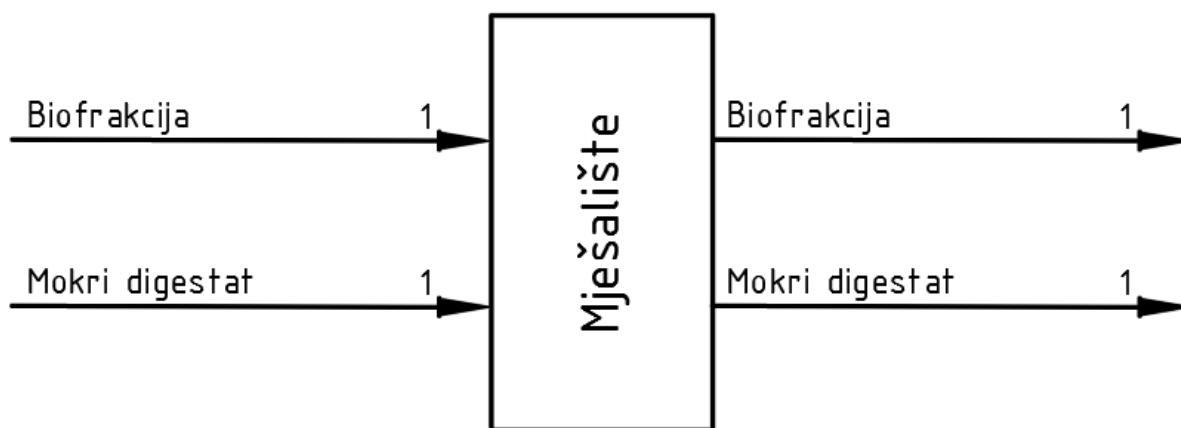 Biofrakcija 1
Mokri digestat 1
Mješalište
Biofrakcija 1
Mokri digestat 1